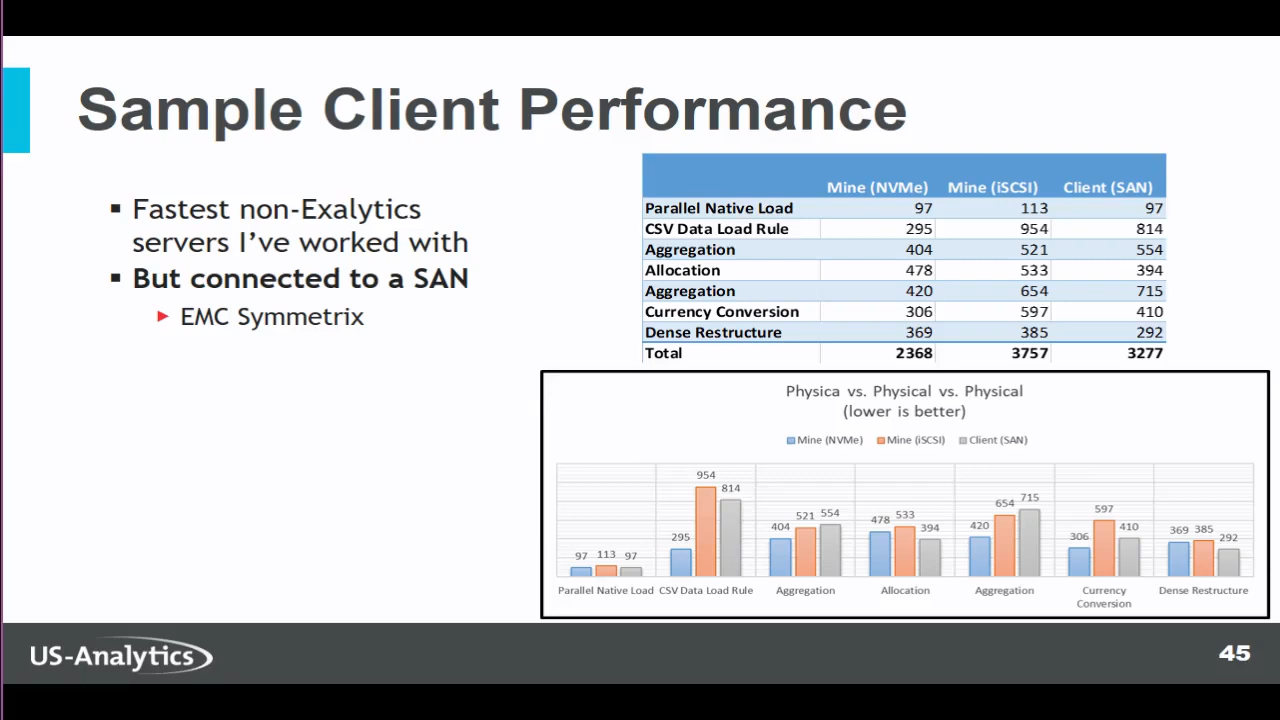 Sample Client Performance
▪ Fastest non-Exalytics
servers I've worked with
▪ But connected to a SAN
▸ EMC Symmetrix
Mine (NVMe) Mine (iSCSI) Client (SAN)
Parallel Native Load 97 113 97
CSV Data Load Rule 295 954 814
Aggregation 404 521 554
Allocation 478 533 394
Aggregation 420 654 715
Currency Conversion 306 597 410
Dense Restructure 369 385 292
Total 2368 3757 3277
Physica vs. Physical vs. Physical
(lower is better)
Mine (NVMe) Mine (iSCSI) Client (SAN)
97 113 97
295 954 814
404 521 554
478 533 394
420 654 715
306 597 410
369 385 292
Parallel Native Load CSV Data Load Rule Aggregation Allocation Aggregation Currency Dense Restructure
Conversion
US-Analytics
45